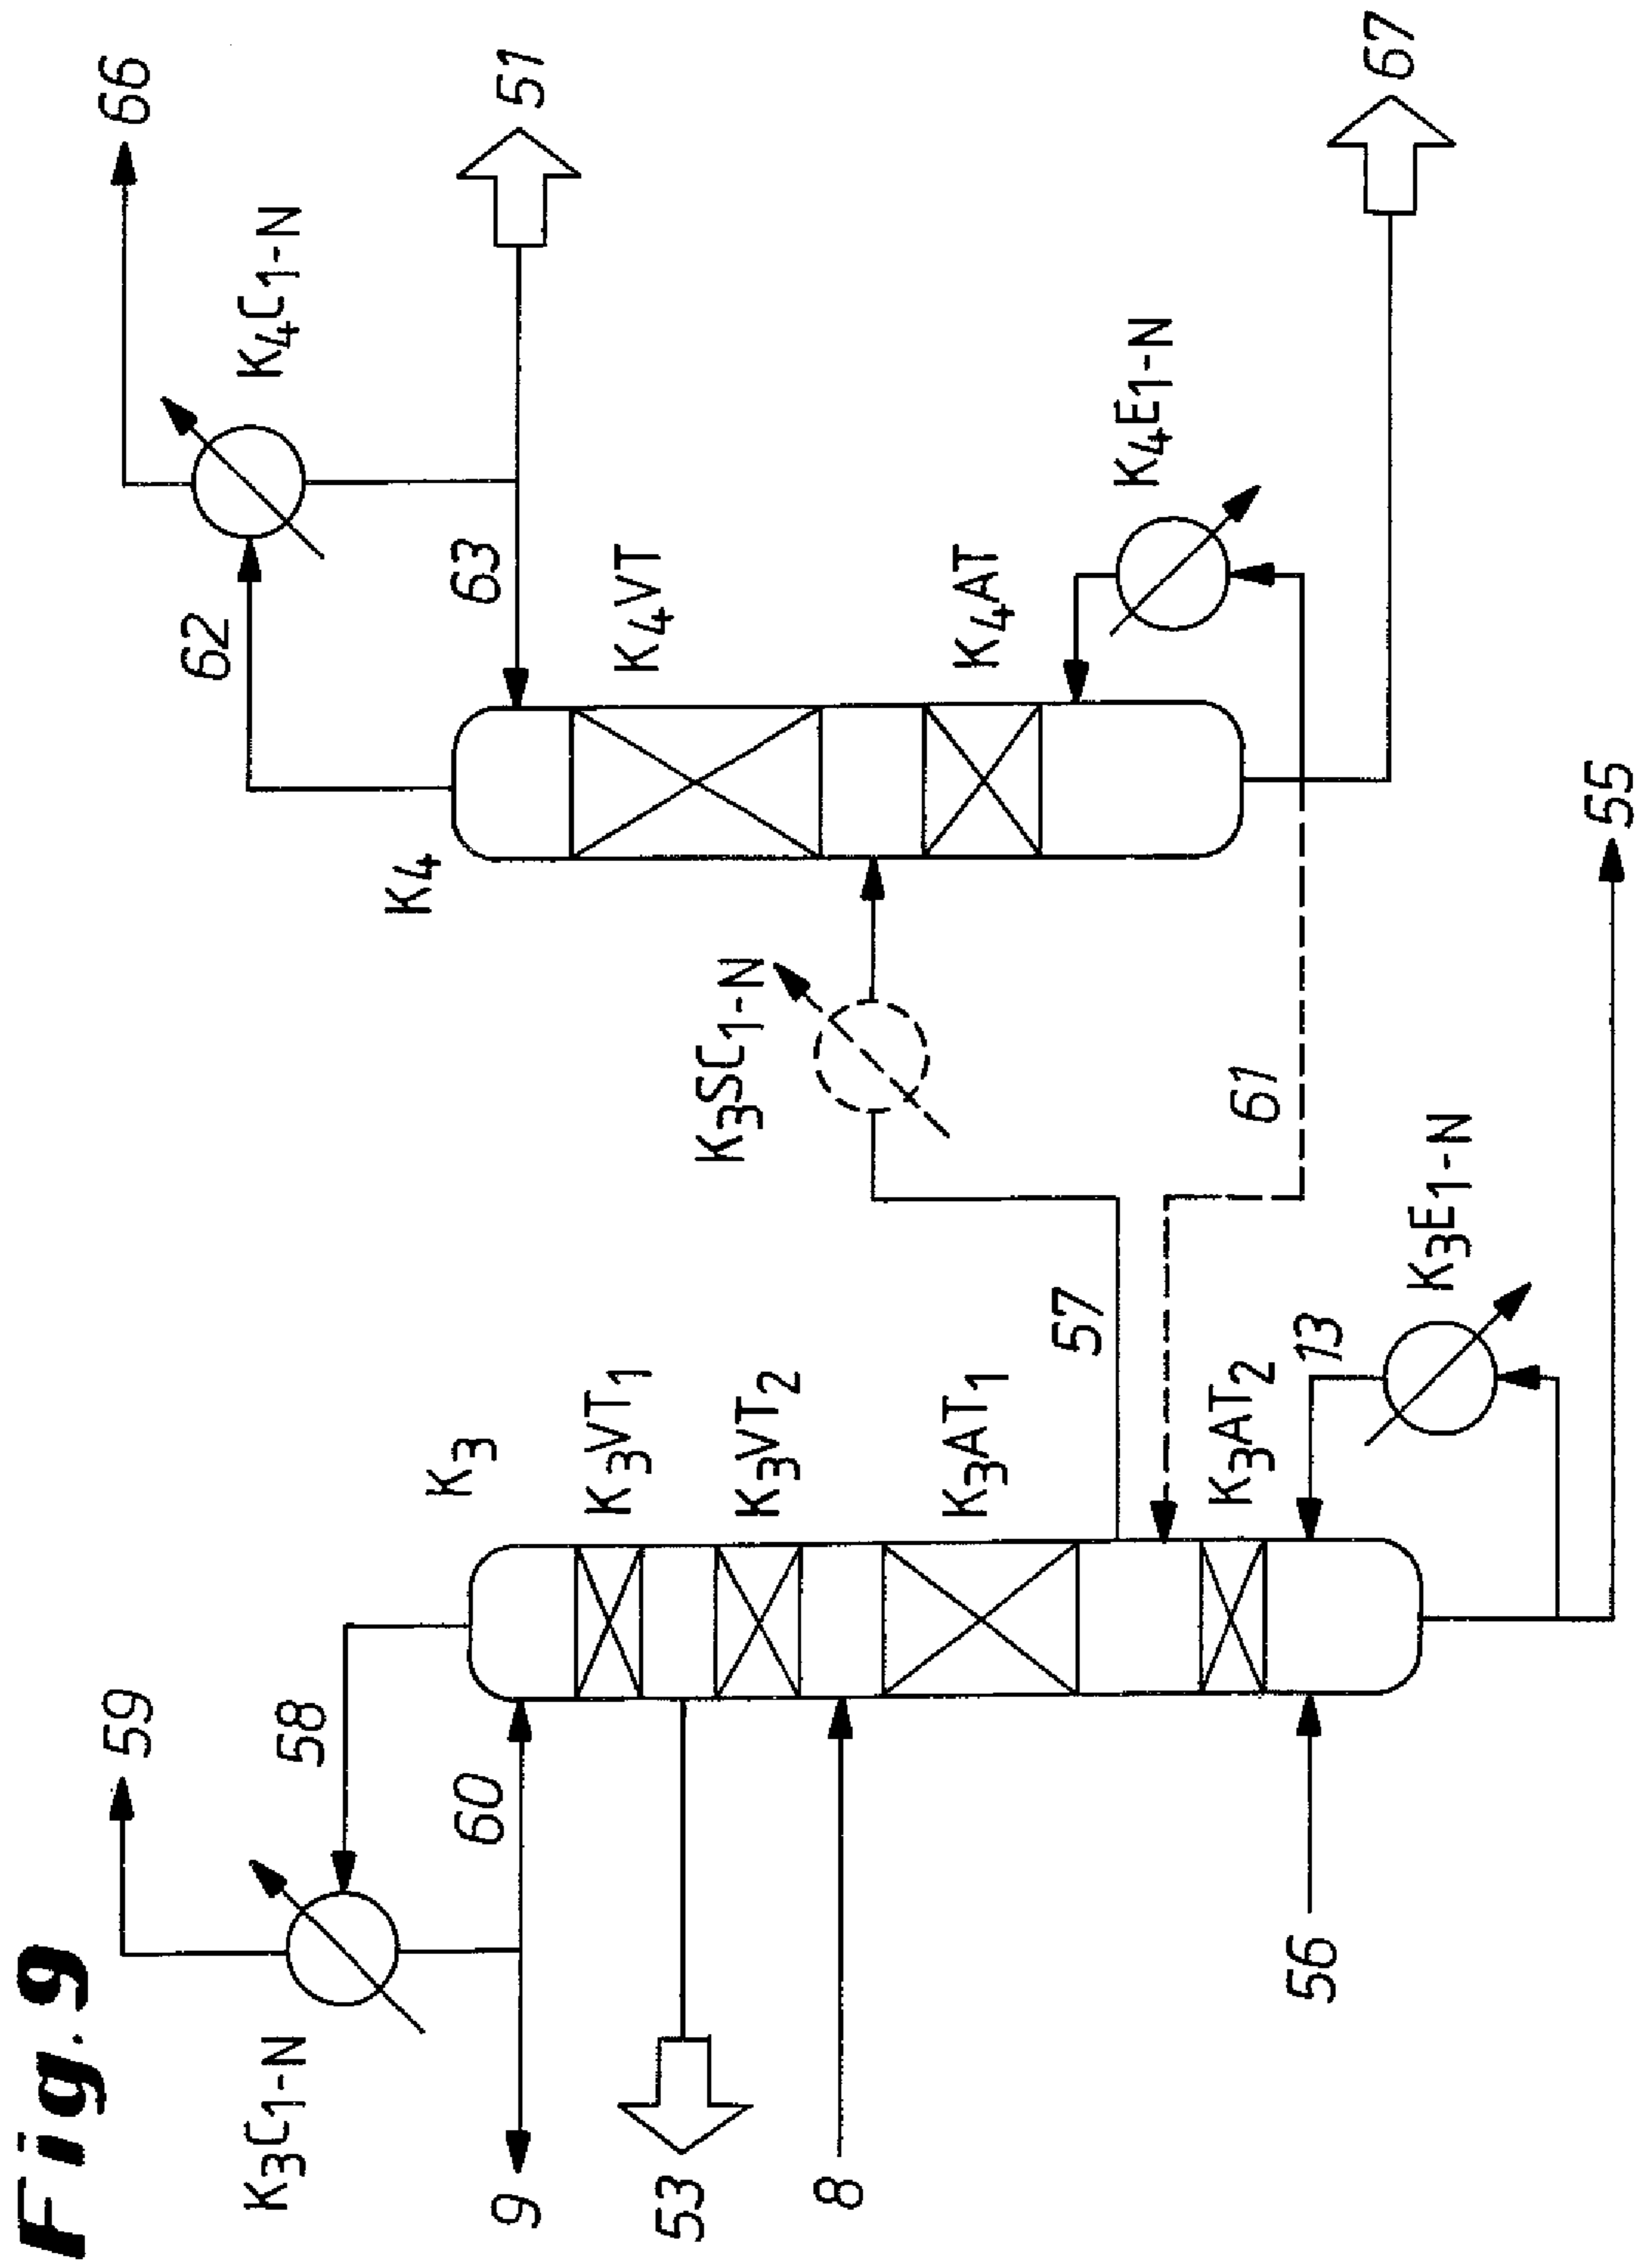 Fig. 9
59
66
K3C1-N
58
62
K4C1-N
9
60
K3
K4
63
51
53
K3VT1
K4VT
8
K3VT2
K3SC1-N
K3AT1
K4AT
57
K4E1-N
61
56
K3AT2
13
K3E1-N
67
55